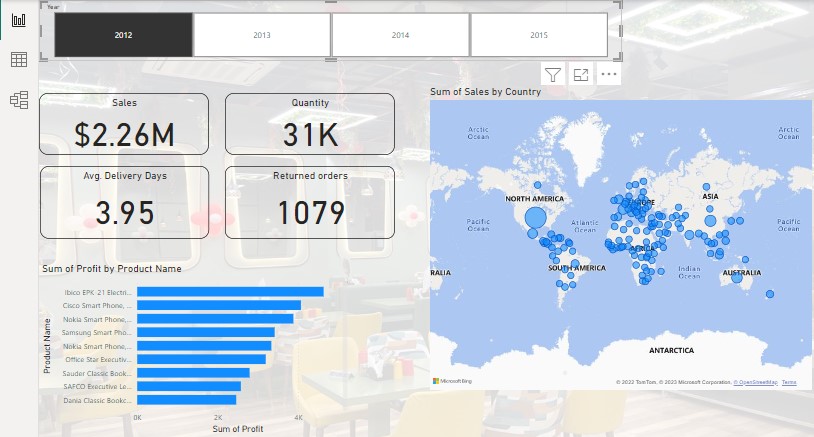 Year
2012
2013
2014
2015
Sales
$2.26M
Quantity
31K
Avg. Delivery Days
3.95
Returned orders
1079
Sum of Profit by Product Name
Product Name
Ibico EPK-21 Electri...
Cisco Smart Phone, ...
Nokia Smart Phone,...
Samsung Smart Pho...
Nokia Smart Phone,...
Office Star Executiv...
Sauder Classic Bookc...
SAFCO Executive Le...
Dania Classic Bookc...
0K
2K
4K
Sum of Profit
Sum of Sales by Country
Arctic
Ocean
Arctic
Ocean
NORTH AMERICA
EUROPE
ASIA
Pacific
Ocean
Atlantic
Ocean
Pacific
Ocean
AFRICA
SOUTH AMERICA
Indian
Ocean
RALIA
AUSTRALIA
ANTARCTICA
Microsoft Bing
© 2022 TomTom, © 2023 Microsoft Corporation, © OpenStreetMap Terms